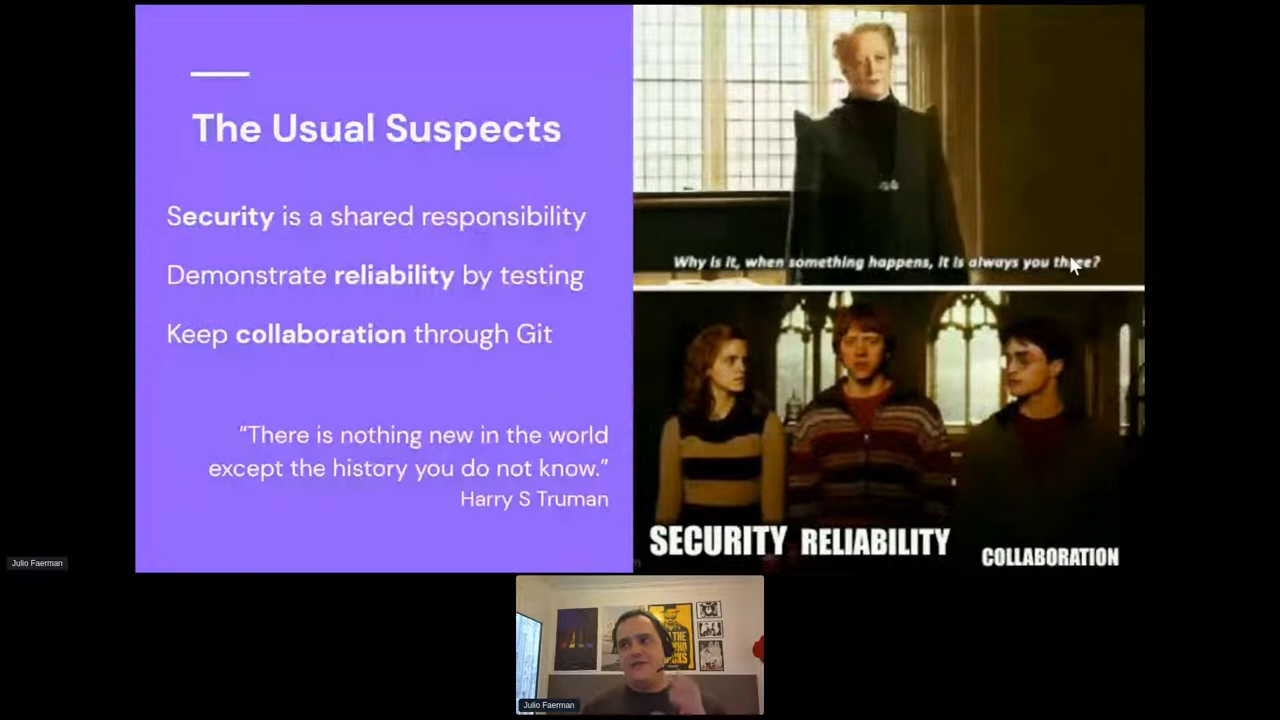 The Usual Suspects
Security is a shared responsibility
Demonstrate reliability by testing
Keep collaboration through Git
"There is nothing new in the world
except the history you do not know."
Harry S Truman
Why is it, when something happens, it is always you three?
SECURITY RELIABILITY
COLLABORATION
Julio Faerman
THE
WHO
Julio Faerman